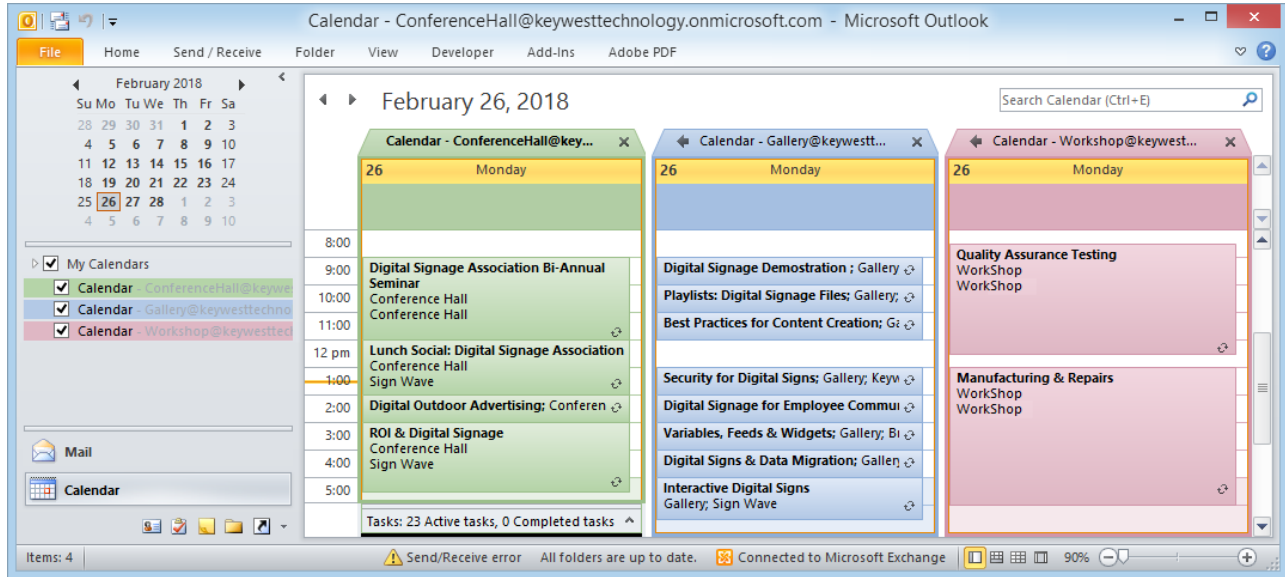 Calendar - ConferenceHall@keywesttechnology.onmicrosoft.com - Microsoft Outlook
File Home Send / Receive Folder View Developer Add-Ins Adobe PDF
February 2018
Su Mo Tu We Th Fr Sa
28 29 30 31 1 2 3
4 5 6 7 8 9 10
11 12 13 14 15 16 17
18 19 20 21 22 23 24
25 26 27 28 1 2 3
4 5 6 7 8 9 10
My Calendars
Calendar - ConferenceHall@keywes
Calendar - Gallery@keywesttechno
Calendar - Workshop@keywesttecl
Mail
Calendar
February 26, 2018
Search Calendar (Ctrl+E)
8:00
9:00
10:00
11:00
12 pm
1:00
2:00
3:00
4:00
5:00
Calendar - ConferenceHall@key...
26 Monday
Digital Signage Association Bi-Annual
Seminar
Conference Hall
Conference Hall
Lunch Social: Digital Signage Association
Conference Hall
Sign Wave
Digital Outdoor Advertising; Conferen
ROI & Digital Signage
Conference Hall
Sign Wave
Tasks: 23 Active tasks, 0 Completed tasks
Calendar - Gallery@keywestt...
26 Monday
Digital Signage Demostration ; Gallery
Playlists: Digital Signage Files; Gallery;
Best Practices for Content Creation; Ga
Security for Digital Signs; Gallery; Keyw
Digital Signage for Employee Commui
Variables, Feeds & Widgets; Gallery; Br
Digital Signs & Data Migration; Gallery
Interactive Digital Signs
Gallery; Sign Wave
Calendar - Workshop@keywest...
26 Monday
Quality Assurance Testing
WorkShop
WorkShop
Manufacturing & Repairs
WorkShop
WorkShop
Items: 4 Send/Receive error All folders are up to date. Connected to Microsoft Exchange 90%